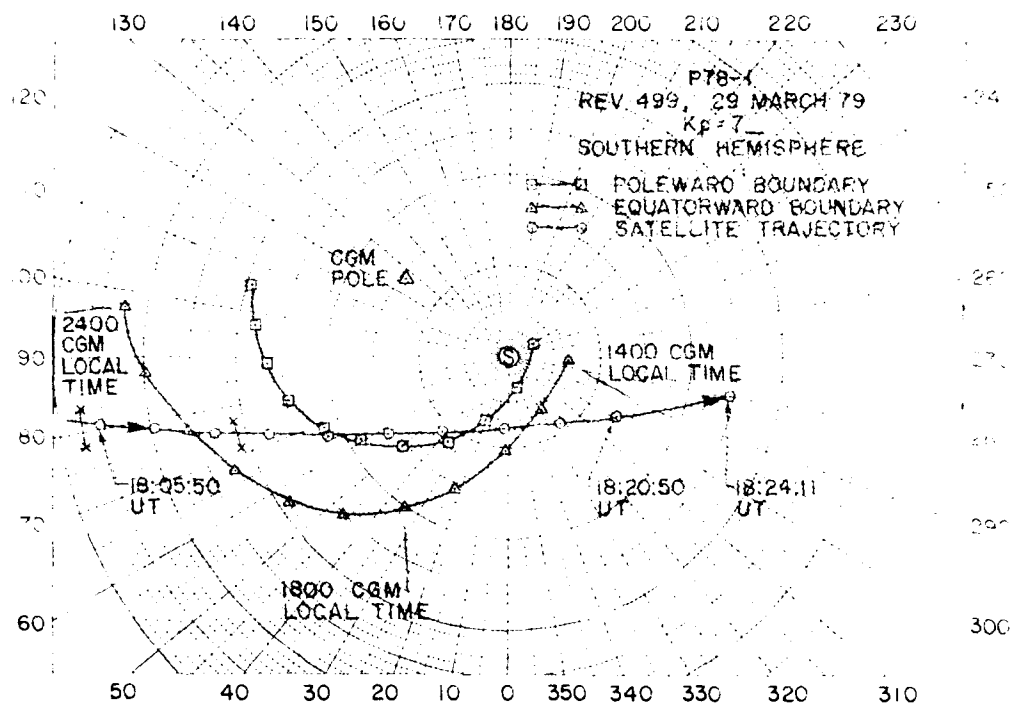 130 140 150 160 170 180 190 200 210 220 230
P78-1
REV 499, 29 MARCH 79
Kp = 7_
SOUTHERN HEMISPHERE
POLEWARD BOUNDARY
EQUATORWARD BOUNDARY
SATELLITE TRAJECTORY
CGM
POLE
2400
CGM
LOCAL
TIME
90
S
1400 CGM
LOCAL TIME
80
18:05:50
UT
18:20:50
UT
18:24:11
UT
70
290
1800 CGM
LOCAL TIME
60
300
50 40 30 20 10 0 350 340 330 320 310